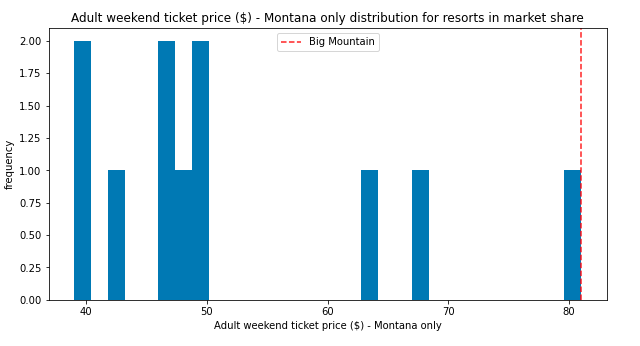 Adult weekend ticket price ($) - Montana only distribution for resorts in market share
Big Mountain
2.00
1.75
1.50
1.25
1.00
0.75
0.50
0.25
0.00
frequency
40 50 60 70 80
Adult weekend ticket price ($) - Montana only